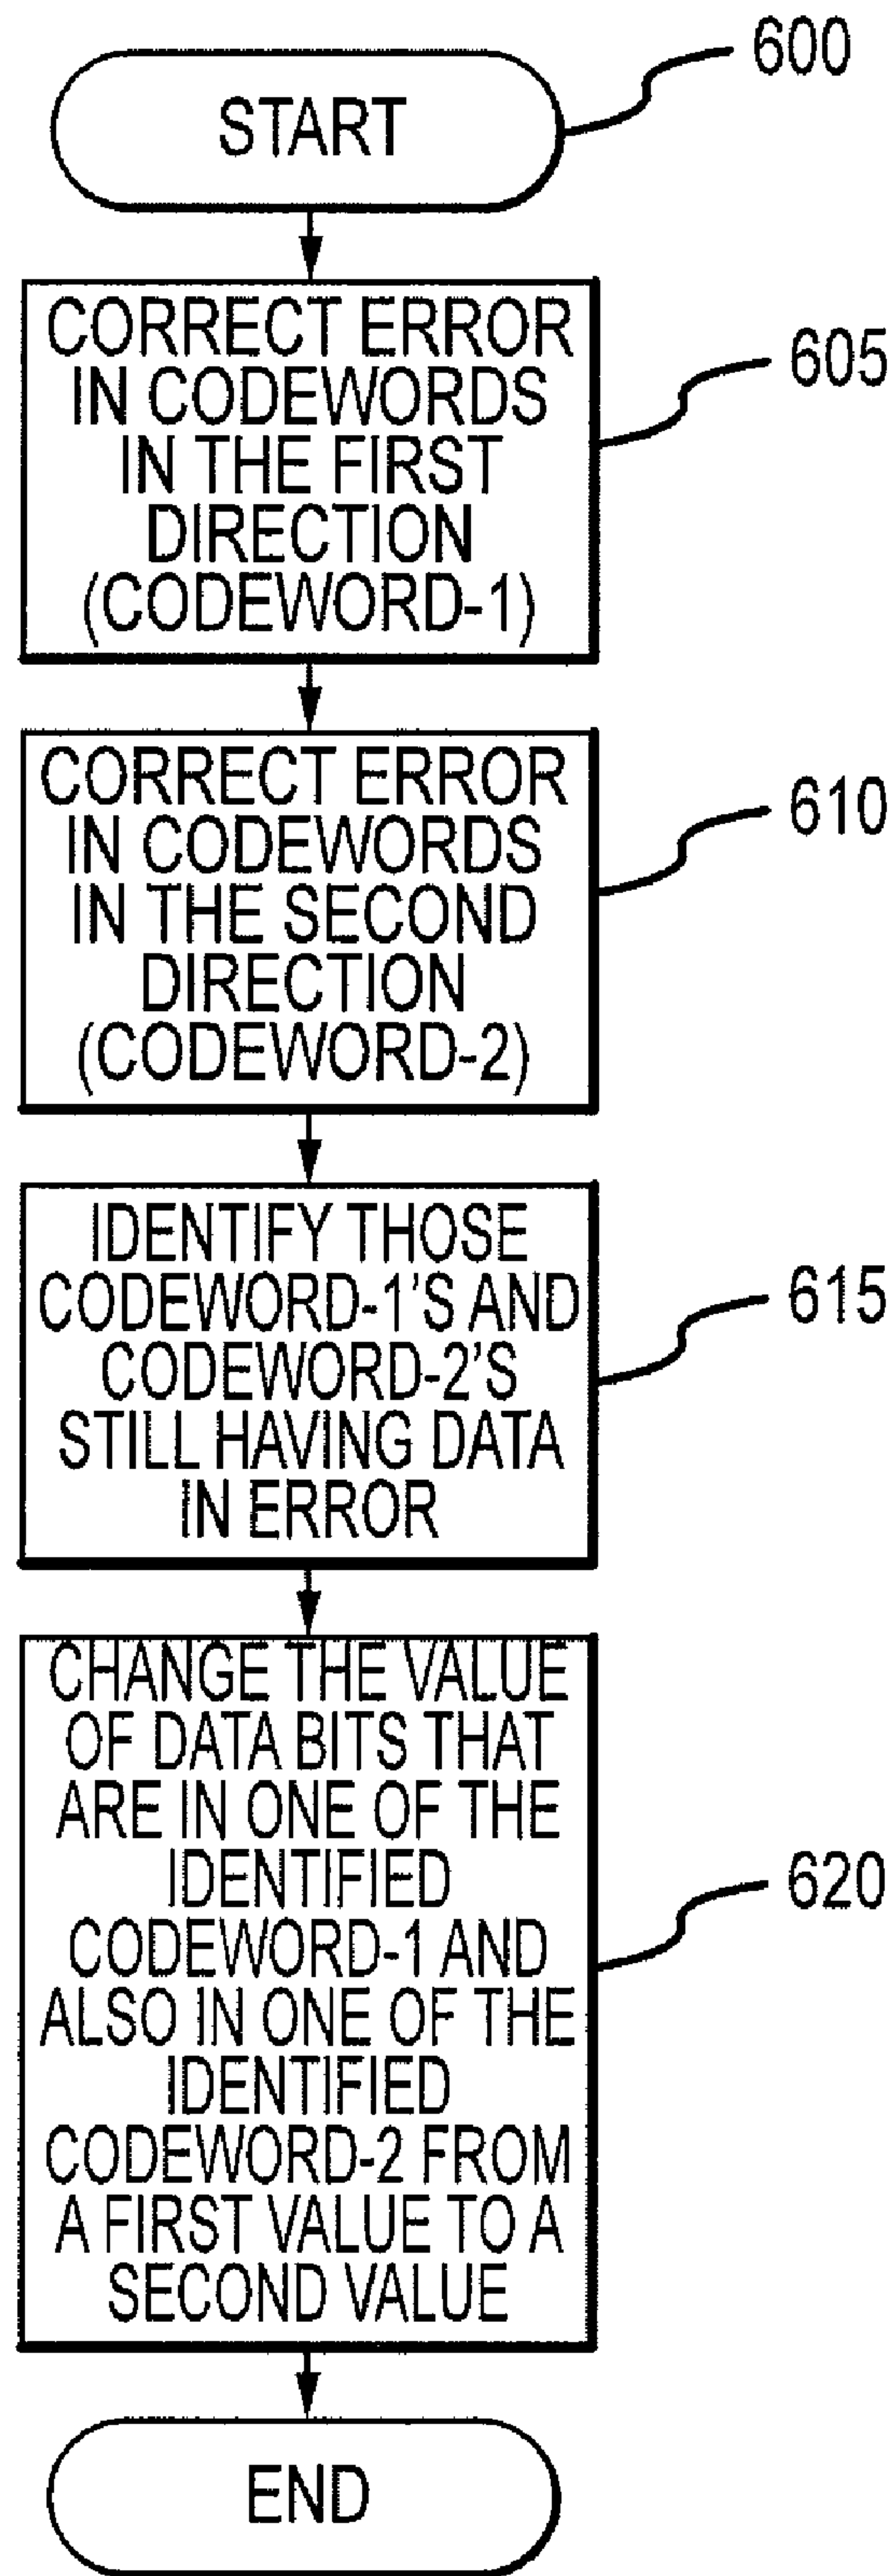 START
600
CORRECT ERROR
IN CODEWORDS
IN THE FIRST
DIRECTION
(CODEWORD-1)
605
CORRECT ERROR
IN CODEWORDS
IN THE SECOND
DIRECTION
(CODEWORD-2)
610
IDENTIFY THOSE
CODEWORD-1'S AND
CODEWORD-2'S
STILL HAVING DATA
IN ERROR
615
CHANGE THE VALUE
OF DATA BITS THAT
ARE IN ONE OF THE
IDENTIFIED
CODEWORD-1 AND
ALSO IN ONE OF THE
IDENTIFIED
CODEWORD-2 FROM
A FIRST VALUE TO A
SECOND VALUE
620
END